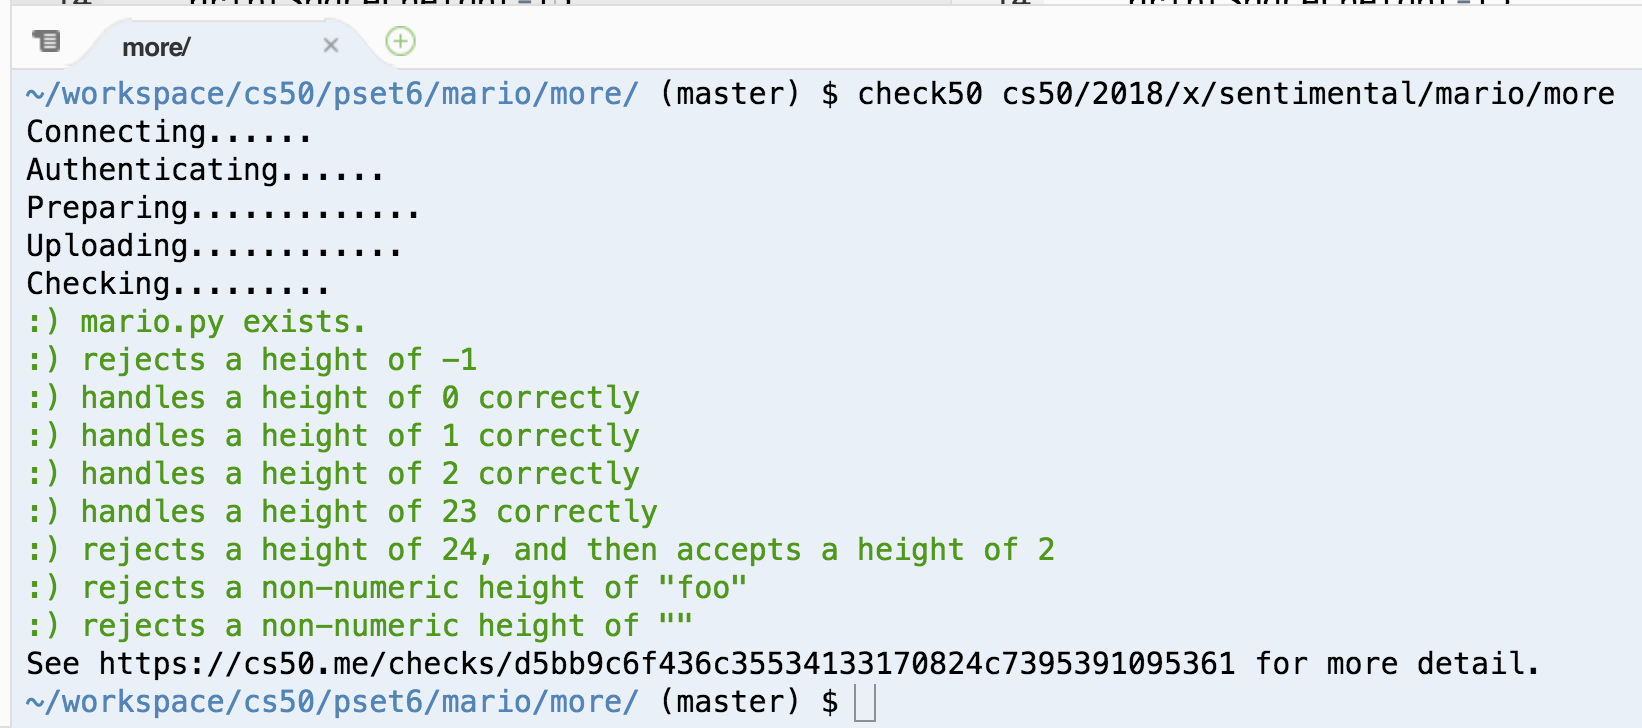 more/
~/workspace/cs50/pset6/mario/more/ (master) $ check50 cs50/2018/x/sentimental/mario/more
Connecting......
Authenticating......
Preparing.............
Uploading............
Checking.........
:) mario.py exists.
:) rejects a height of -1
:) handles a height of 0 correctly
:) handles a height of 1 correctly
:) handles a height of 2 correctly
:) handles a height of 23 correctly
:) rejects a height of 24, and then accepts a height of 2
:) rejects a non-numeric height of "foo"
:) rejects a non-numeric height of ""
See https://cs50.me/checks/d5bb9c6f436c35534133170824c7395391095361 for more detail.
~/workspace/cs50/pset6/mario/more/ (master) $